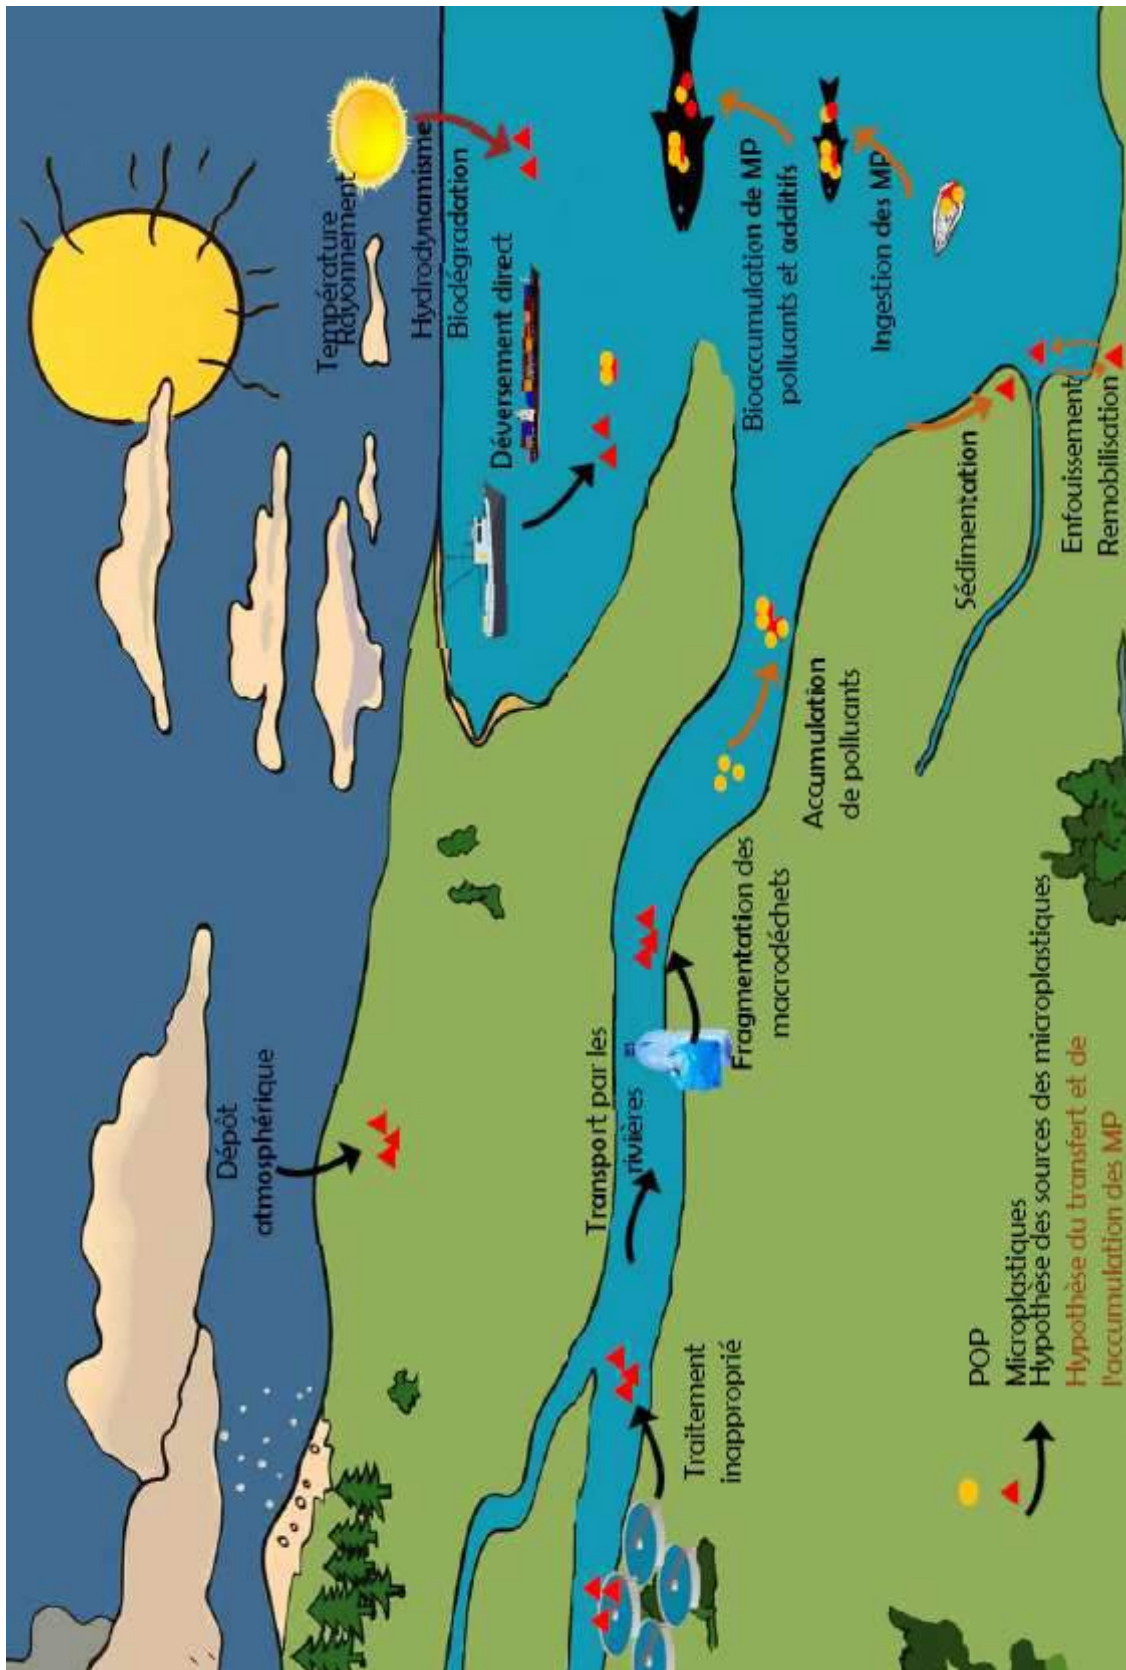 Température
Rayonnement
Hydrodynamisme
Biodégradation
Dépôt
atmosphérique
Déversement direct
Transport par les
rivières
Traitement
inapproprié
Fragmentation des
macrodéchets
Accumulation
de polluants
Bioaccumulation de MP
polluants et additifs
Ingestion des MP
Sédimentation
Enfouissement
Remobilisation
POP
Microplastiques
Hypothèse des sources des microplastiques
Hypothèse du transfert et de
l'accumulation des MP